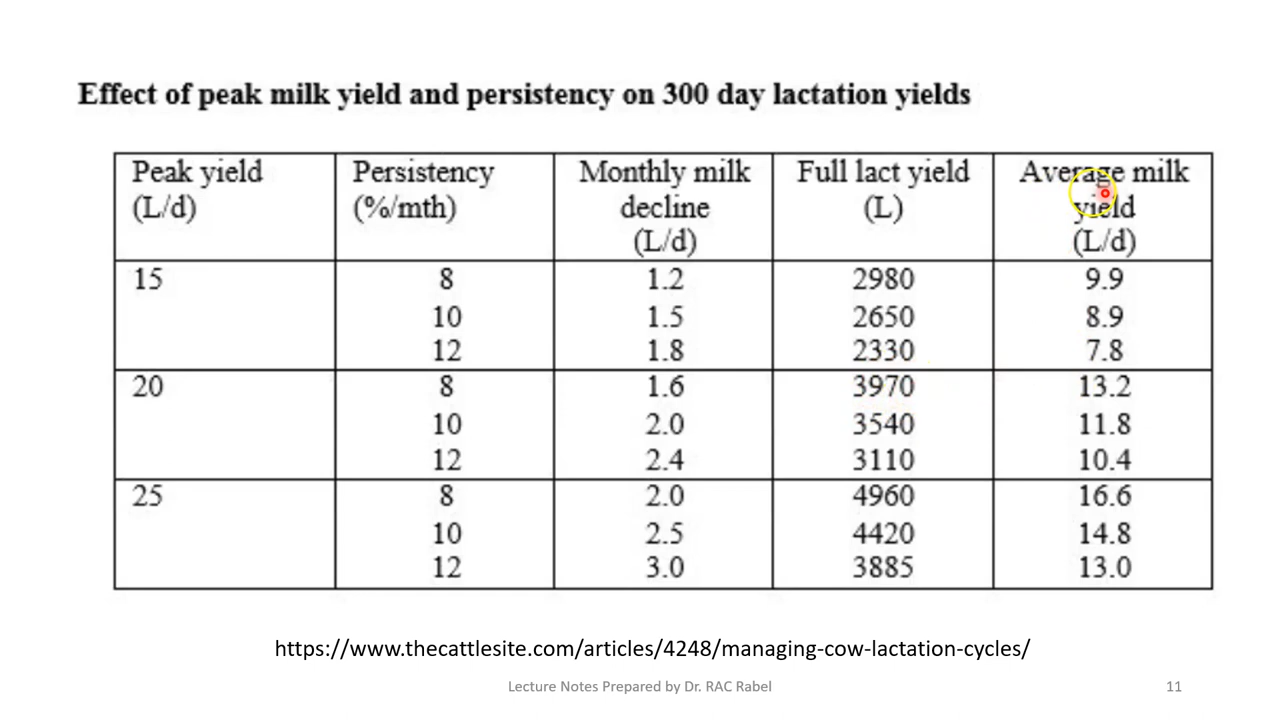 Effect of peak milk yield and persistency on 300 day lactation yields
Peak yield (L/d) Persistency (%/mth) Monthly milk decline (L/d) Full lact yield (L) Average milk yield (L/d)
15 8 1.2 2980 9.9
10 1.5 2650 8.9
12 1.8 2330 7.8
20 8 1.6 3970 13.2
10 2.0 3540 11.8
12 2.4 3110 10.4
25 8 2.0 4960 16.6
10 2.5 4420 14.8
12 3.0 3885 13.0
https://www.thecattlesite.com/articles/4248/managing-cow-lactation-cycles/
Lecture Notes Prepared by Dr. RAC Rabel 11